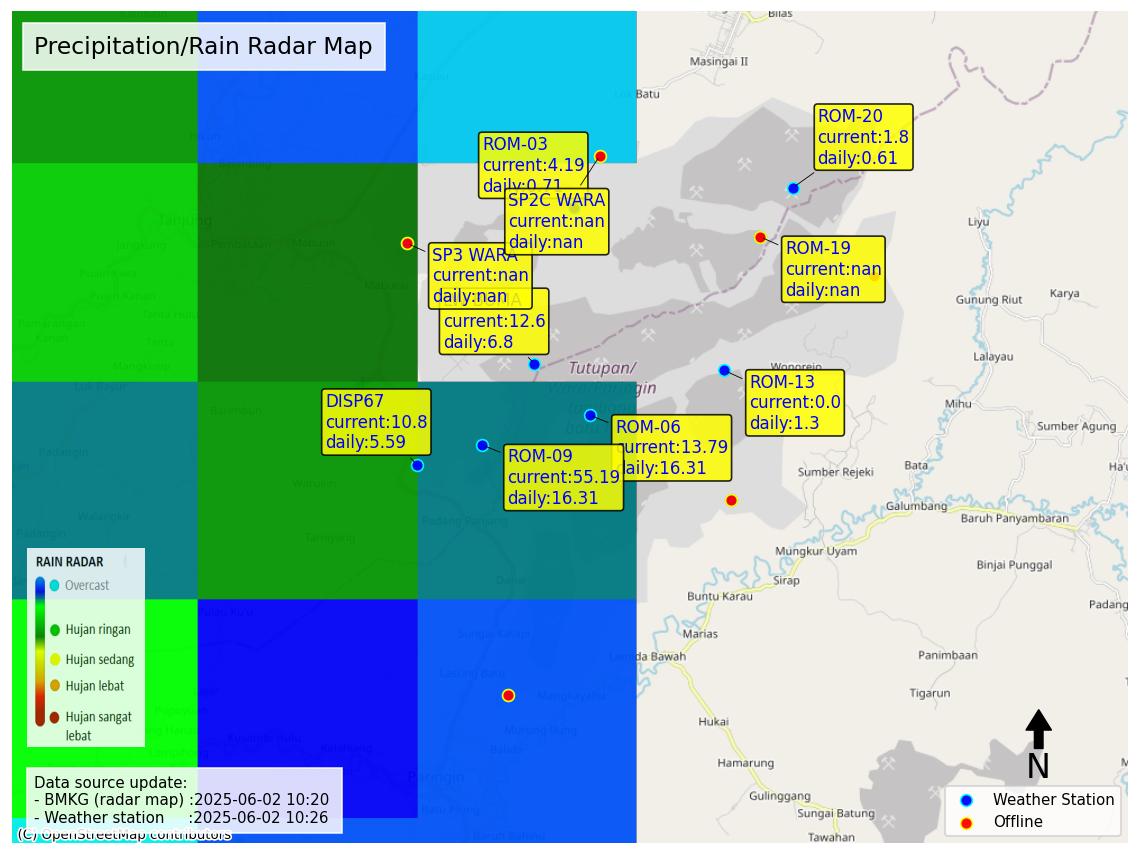 Precipitation/Rain Radar Map
Bilas
Masingai II
Batu
ROM-20
current:1.8
daily:0.61
ROM-03
current:4.19
daily:0.71
SP2C WARA
current:nan
daily:nan
Tanjung
Liyu
SP3 WARA
current:nan
daily:nan
ROM-19
current:nan
daily:nan
Gunung Riut
Karya
current:12.6
daily:6.8
Lalayau
Tutupan/
Wonorejo
ROM-13
current:0.0
daily:1.3
DISP67
current:10.8
daily:5.59
ROM-06
current:13.79
daily:16.31
ROM-09
current:55.19
daily:16.31
Mihu
Sumber Agung
Bata
Sumber Rejeki
Galumbang
Baruh Panyambaran
Mungkur Uyam
Binjai Punggal
Sirap
Buntu Karau
Padang
Marias
Panimbaan
Tigarun
Hukai
Hamarung
Gulinggang
Sungai Batung
Tawahan
Paringin
RAIN RADAR
Overcast
Hujan ringan
Hujan sedang
Hujan lebat
Hujan sangat
lebat
Data source update:
- BMKG (radar map) :2025-06-02 10:20
- Weather station :2025-06-02 10:26
(C) OpenStreetMap contributors
N
Weather Station
Offline